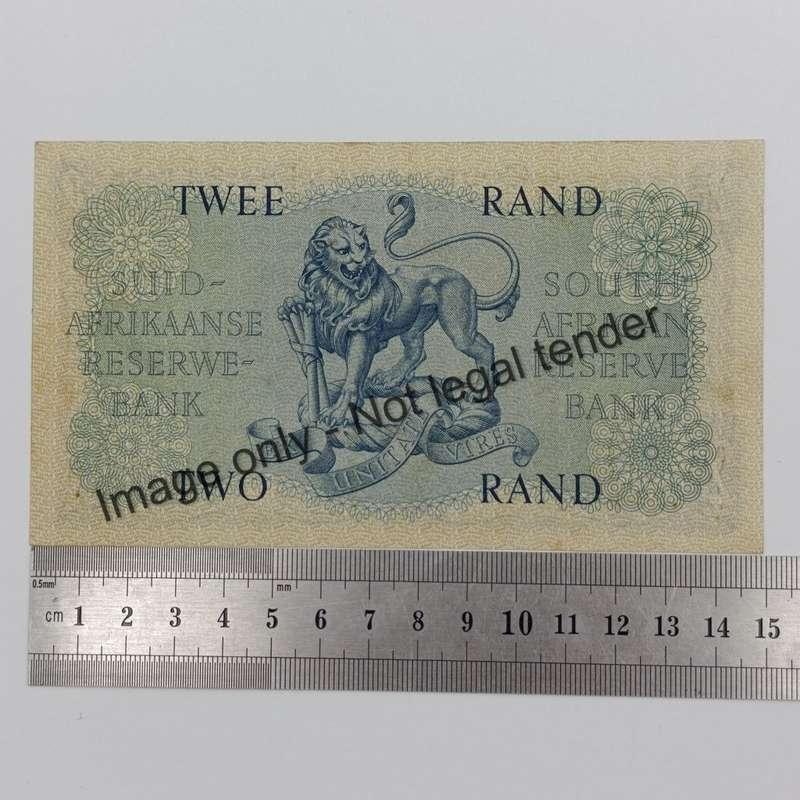 TWEE RAND
SUID-
AFRIKAANSE
RESERWE-
BANK
SOUTH
AFRICAN
RESERVE
BANK
UNITATE VIRES
TWO RAND
Image only - Not legal tender
0.5mm
mm
cm 1 2 3 4 5 6 7 8 9 10 11 12 13 14 15